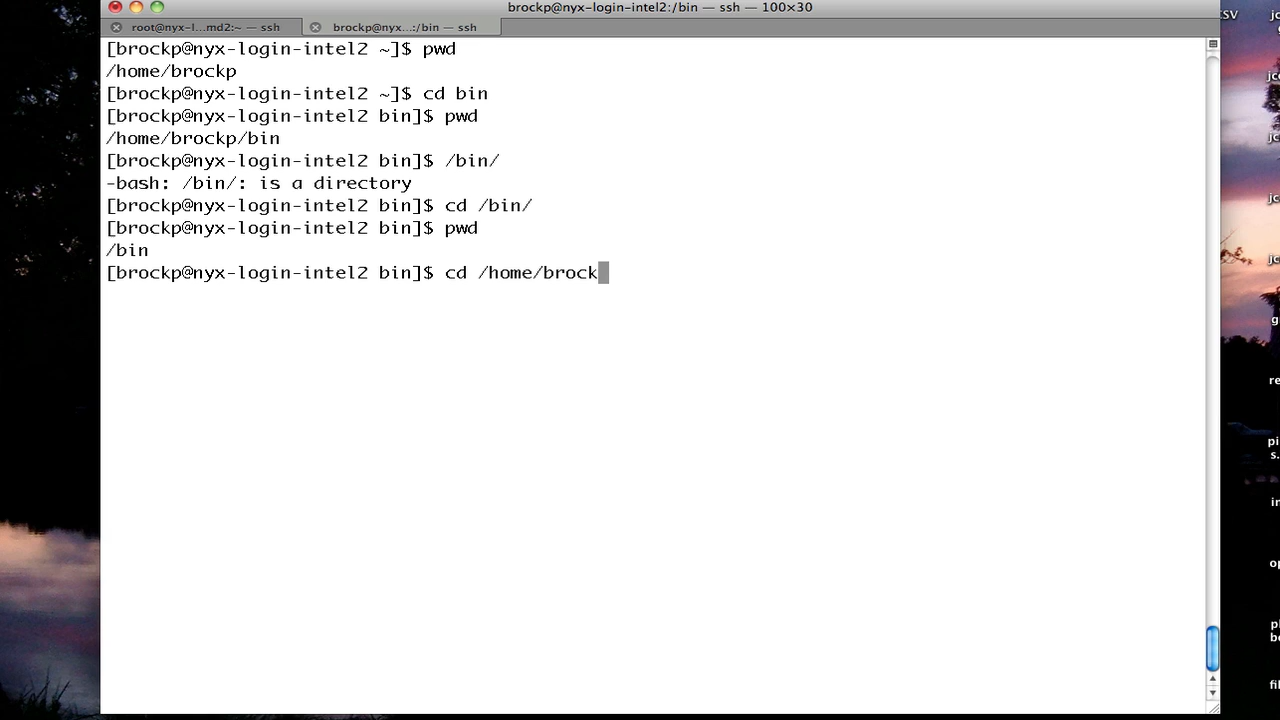 brockp@nyx-login-intel2:/bin — ssh — 100×30
root@nyx-l...md2:~ — ssh
brockp@nyx...:/bin — ssh
[brockp@nyx-login-intel2 ~]$ pwd
/home/brockp
[brockp@nyx-login-intel2 ~]$ cd bin
[brockp@nyx-login-intel2 bin]$ pwd
/home/brockp/bin
[brockp@nyx-login-intel2 bin]$ /bin/
-bash: /bin/: is a directory
[brockp@nyx-login-intel2 bin]$ cd /bin/
[brockp@nyx-login-intel2 bin]$ pwd
/bin
[brockp@nyx-login-intel2 bin]$ cd /home/brock